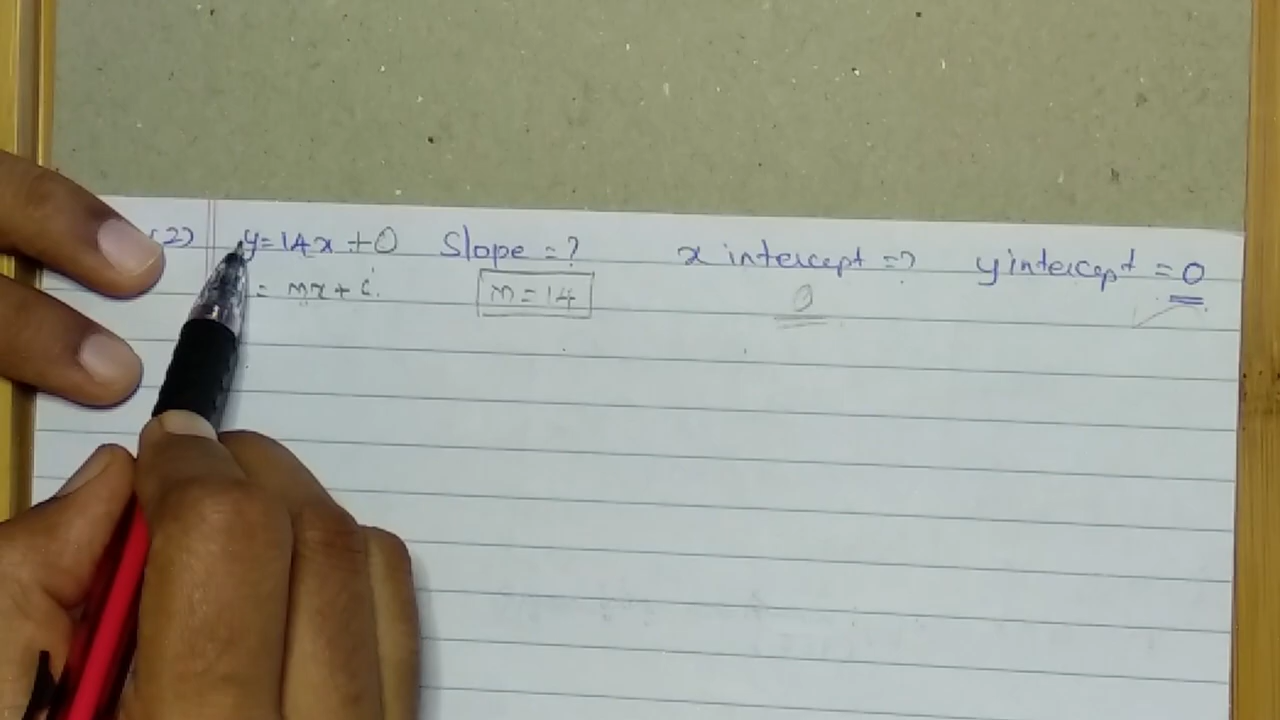 (2) y=14x+0 Slope=? x intercept =? y intercept = 0
= mx+c. m=14 0